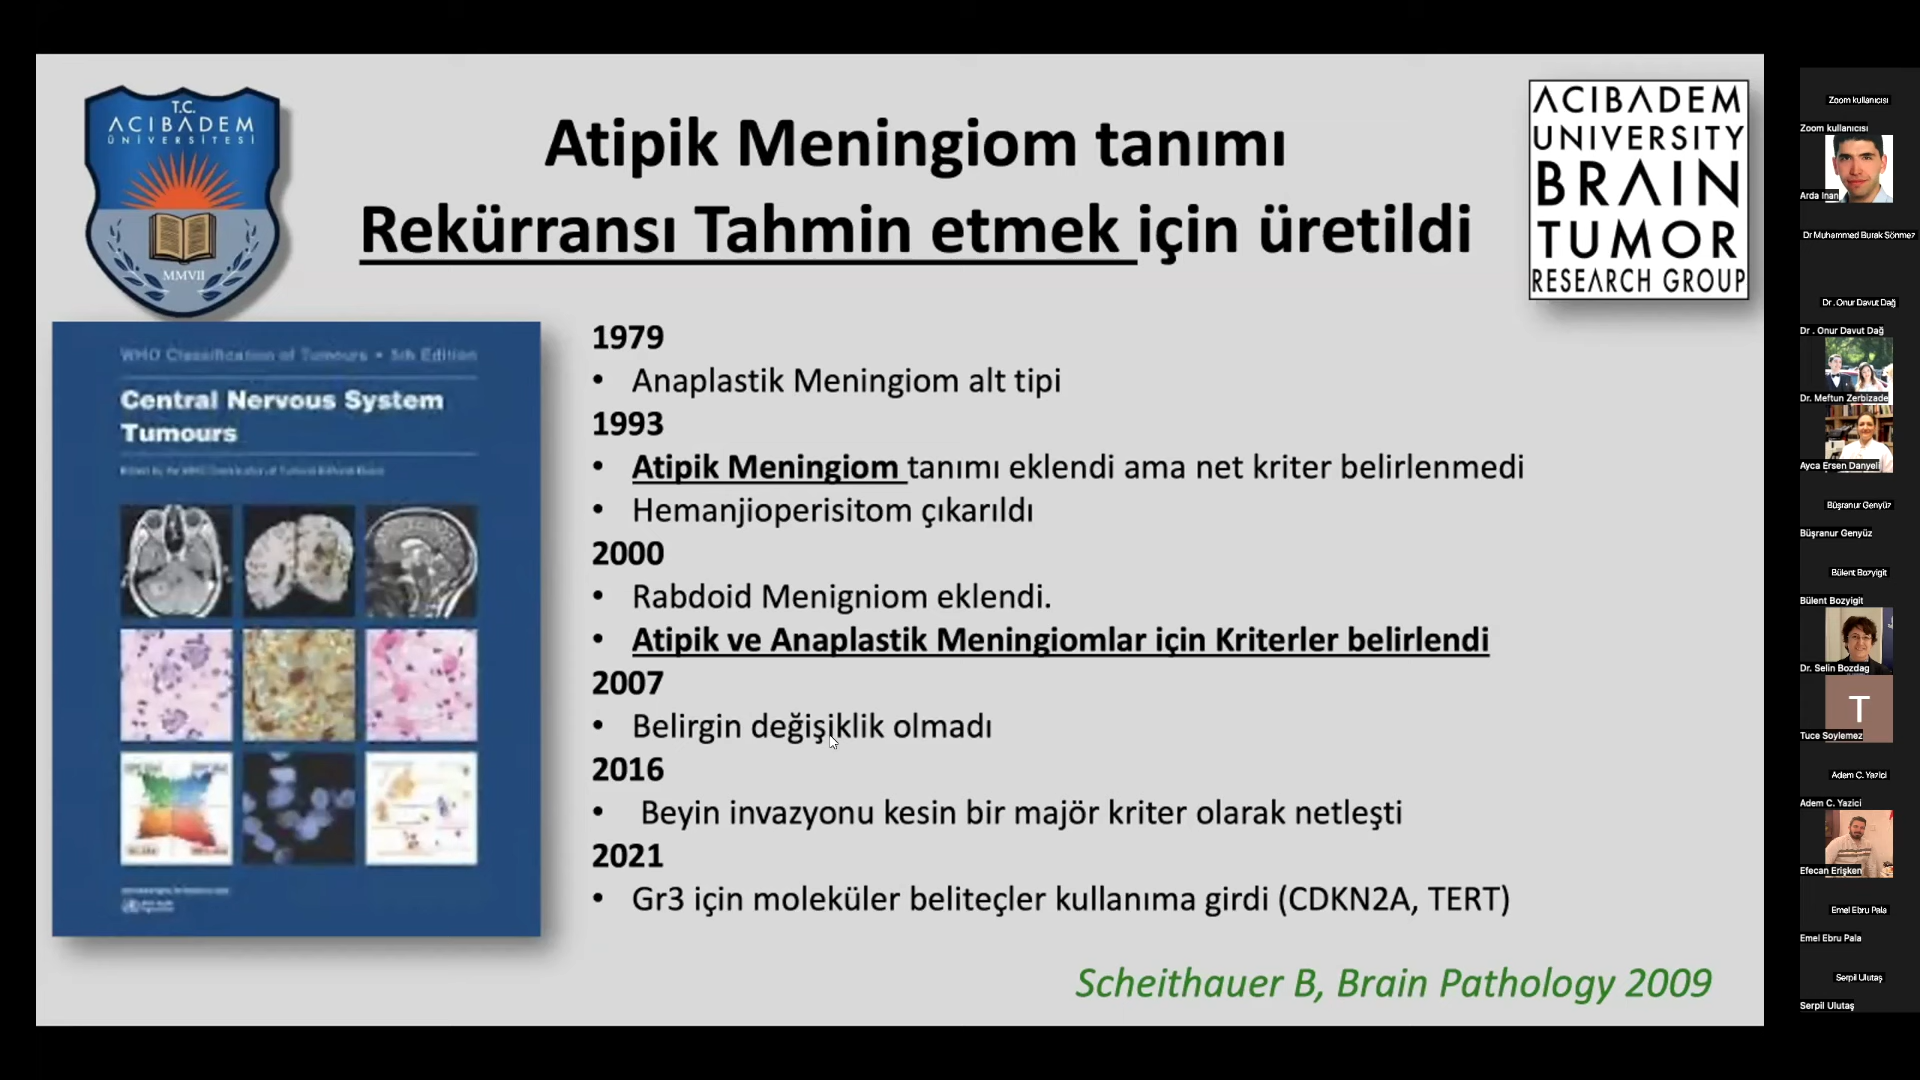 T.C.
ACIBADEM
ÜNİVERSİTESİ
MMVII
Atipik Meningiom tanımı
Rekürransı Tahmin etmek için üretildi
ACIBADEM
UNIVERSITY
BRAIN
TUMOR
RESEARCH GROUP
WHO Classification of Tumours • 5th Edition
Central Nervous System
Tumours
1979
• Anaplastik Meningiom alt tipi
1993
• Atipik Meningiom tanımı eklendi ama net kriter belirlenmedi
• Hemanjioperisitom çıkarıldı
2000
• Rabdoid Menigniom eklendi.
• Atipik ve Anaplastik Meningiomlar için Kriterler belirlendi
2007
• Belirgin değişiklik olmadı
2016
• Beyin invazyonu kesin bir majör kriter olarak netleşti
2021
• Gr3 için moleküler beliteçler kullanıma girdi (CDKN2A, TERT)
Scheithauer B, Brain Pathology 2009
Zoom kullanıcısı
Zoom kullanıcısı
Arda Inan
Dr Muhammed Burak Sönmez
Dr . Onur Davut Dağ
Dr . Onur Davut Dağ
Dr. Meftun Zerbizade
Ayca Ersen Danyeli
Büşranur Genyüz
Büşranur Genyüz
Bülent Bozyigit
Bülent Bozyigit
Dr. Selin Bozdag
T
Tuce Soylemez
Adem C. Yazici
Adem C. Yazici
Efecan Erişken
Emel Ebru Pala
Emel Ebru Pala
Serpil Ulutaş
Serpil Ulutaş